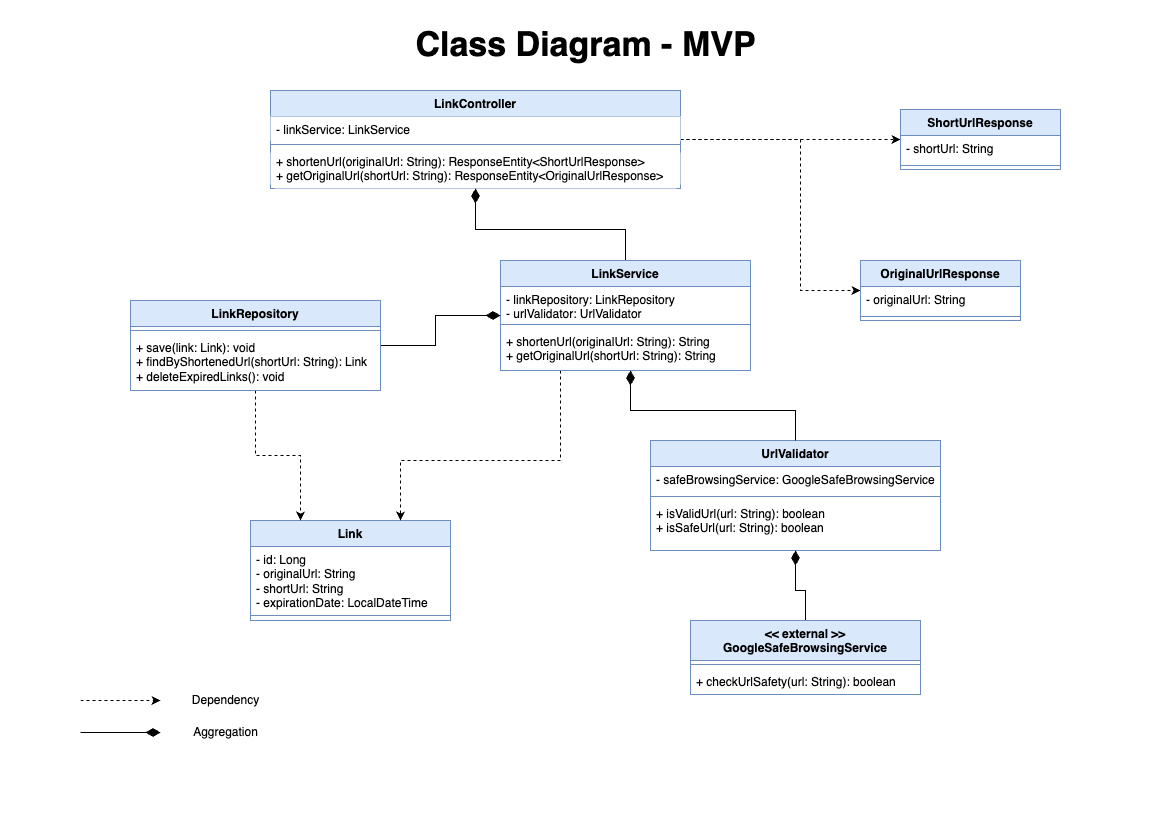 Class Diagram - MVP
LinkController
- linkService: LinkService
+ shortenUrl(originalUrl: String): ResponseEntity<ShortUrlResponse>
+ getOriginalUrl(shortUrl: String): ResponseEntity<OriginalUrlResponse>
ShortUrlResponse
- shortUrl: String
LinkService
- linkRepository: LinkRepository
- urlValidator: UrlValidator
+ shortenUrl(originalUrl: String): String
+ getOriginalUrl(shortUrl: String): String
OriginalUrlResponse
- originalUrl: String
LinkRepository
+ save(link: Link): void
+ findByShortenedUrl(shortUrl: String): Link
+ deleteExpiredLinks(): void
UrlValidator
- safeBrowsingService: GoogleSafeBrowsingService
+ isValidUrl(url: String): boolean
+ isSafeUrl(url: String): boolean
Link
- id: Long
- originalUrl: String
- shortUrl: String
- expirationDate: LocalDateTime
<< external >>
GoogleSafeBrowsingService
+ checkUrlSafety(url: String): boolean
Dependency
Aggregation